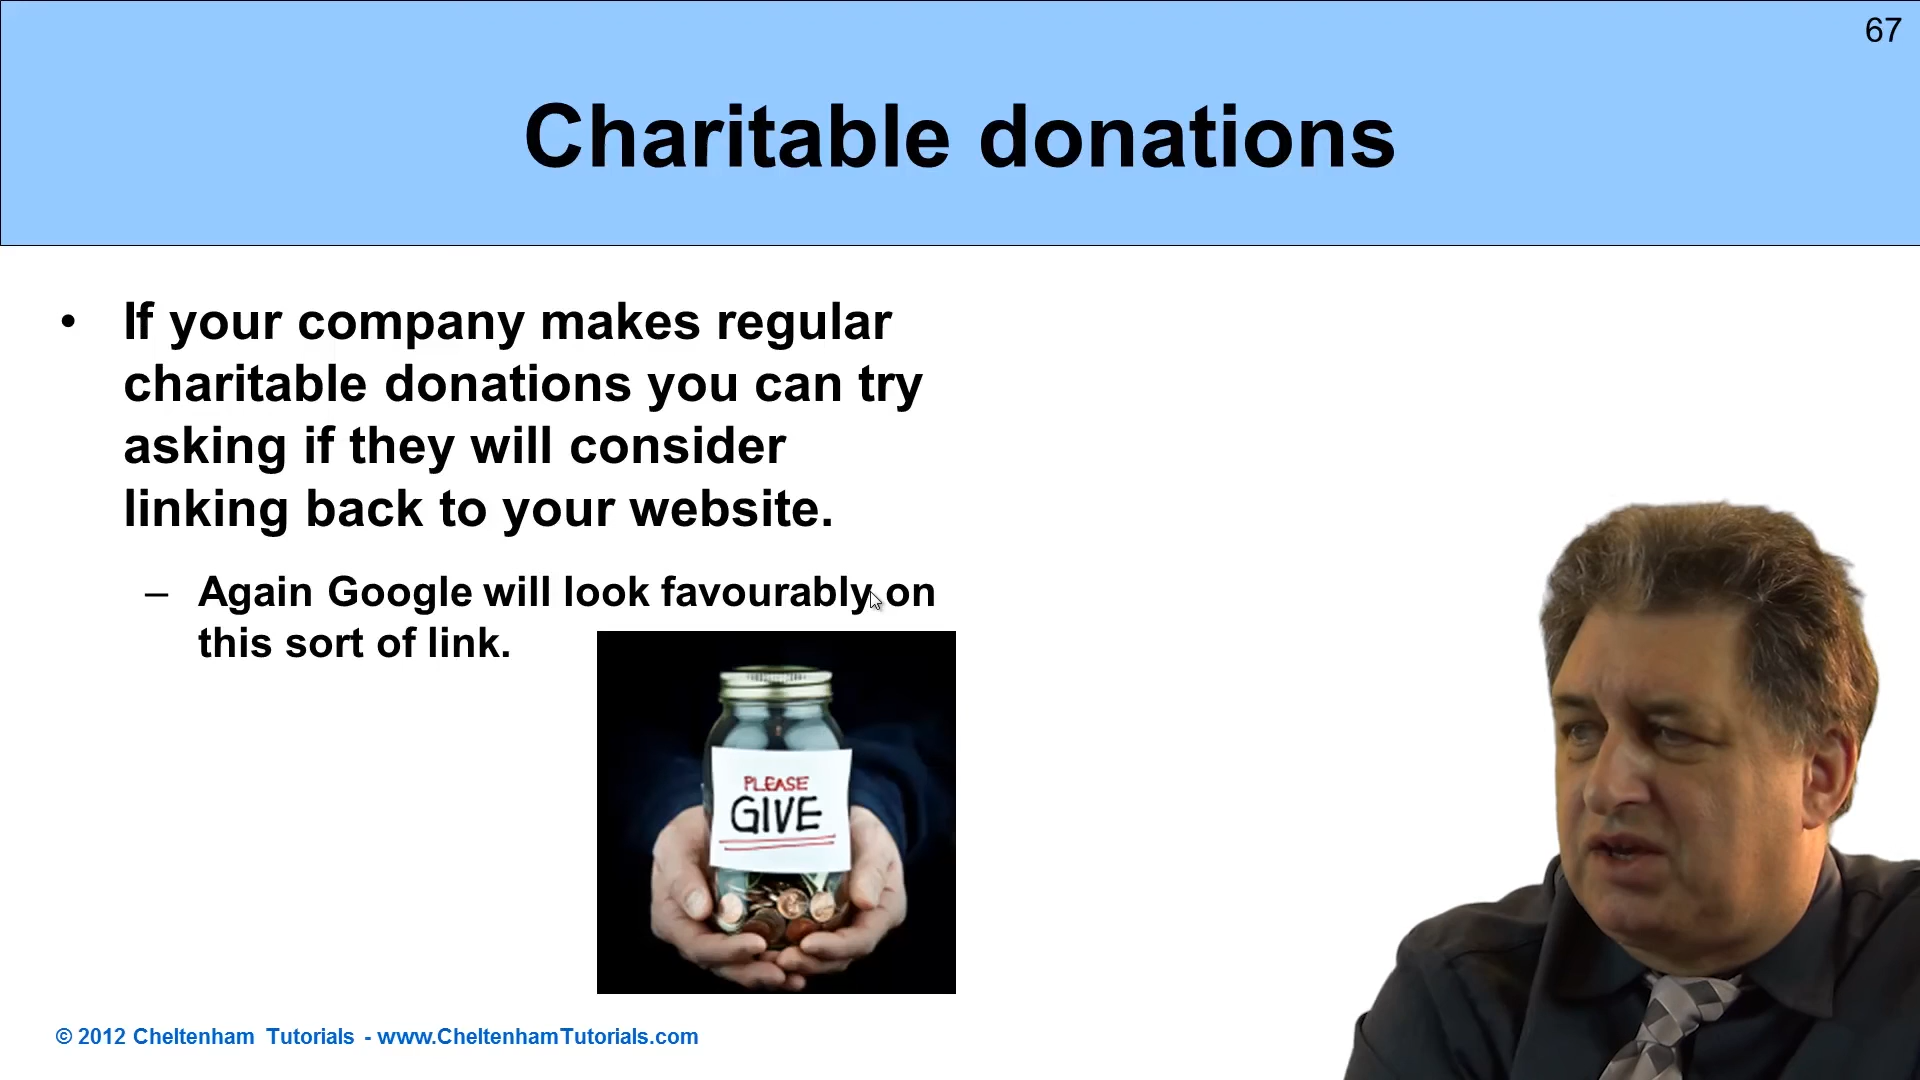 67
Charitable donations
• If your company makes regular
charitable donations you can try
asking if they will consider
linking back to your website.
– Again Google will look favourably on
this sort of link.
PLEASE
GIVE
© 2012 Cheltenham Tutorials - www.CheltenhamTutorials.com